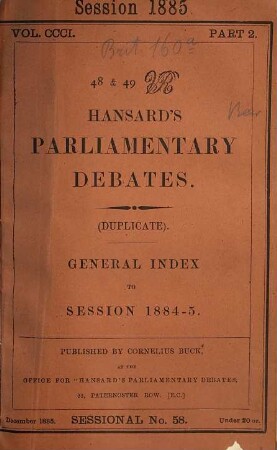 Session 1885.
VOL. CCCI. PART 2.
48 & 49 VR
HANSARD'S
PARLIAMENTARY
DEBATES.
(DUPLICATE).
GENERAL INDEX
TO
SESSION 1884-5.
PUBLISHED BY CORNELIUS BUCK,
AT THE
OFFICE FOR "HANSARD'S PARLIAMENTARY DEBATES,
22, PATERNOSTER ROW. [E.C.]
December 1885. SESSIONAL No. 58. Under 20 oz.